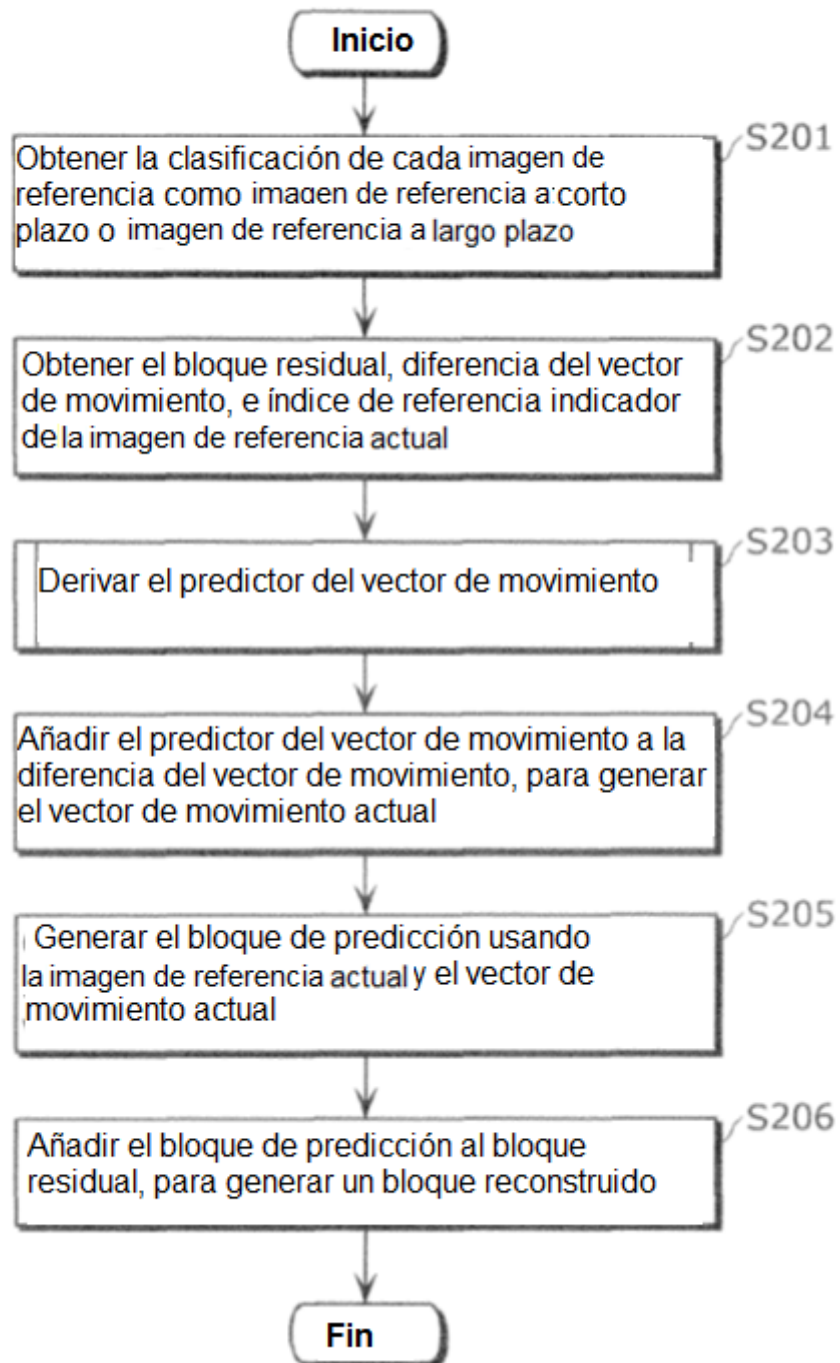 Inicio
S201
Obtener la clasificación de cada imagen de
referencia como imagen de referencia a corto
plazo o imagen de referencia a largo plazo
S202
Obtener el bloque residual, diferencia del vector
de movimiento, e índice de referencia indicador
de la imagen de referencia actual
S203
Derivar el predictor del vector de movimiento
S204
Añadir el predictor del vector de movimiento a la
diferencia del vector de movimiento, para generar
el vector de movimiento actual
S205
Generar el bloque de predicción usando
la imagen de referencia actual y el vector de
movimiento actual
S206
Añadir el bloque de predicción al bloque
residual, para generar un bloque reconstruido
Fin